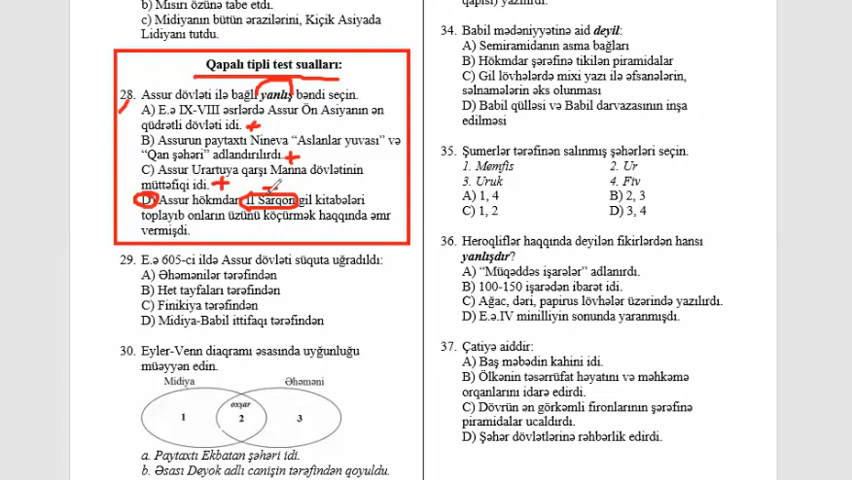 b) Misiri özünə tabe etdi.
c) Midiyanın bütün ərazilərini, Kiçik Asiyada
Lidiyanı tutdu.
Qapalı tipli test sualları:
28. Assur dövləti ilə bağlı yanlış bəndi seçin.
A) E.ə IX-VIII əsrlərdə Assur Ön Asiyanın ən
qüdrətli dövləti idi.
B) Assurun paytaxtı Nineva “Aslanlar yuvası” və
“Qan şəhəri” adlandırılırdı.
C) Assur Urartuya qarşı Manna dövlətinin
müttəfiqi idi.
D) Assur hökmdarı II Sarqon gil kitabələri
toplayıb onların üzünü köçürmək haqqında əmr
vermişdi.
29. E.ə 605-ci ildə Assur dövləti süquta uğradıldı:
A) Əhəmənilər tərəfindən
B) Het tayfaları tərəfindən
C) Finikiya tərəfindən
D) Midiya-Babil ittifaqı tərəfindən
30. Eyler-Venn diaqramı əsasında uyğunluğu
müəyyən edin.
Midiya
Əhəməni
oxşar
1
2
3
a. Paytaxtı Ekbatan şəhəri idi.
b. Əsası Deyok adlı canişin tərəfindən qoyuldu.
qapısı) yazılırdı.
34. Babil mədəniyyətinə aid deyil:
A) Semiramidanın asma bağları
B) Hökmdar şərəfinə tikilən piramidalar
C) Gil lövhələrdə mixi yazı ilə əfsanələrin,
səlnamələrin əks olunması
D) Babil qülləsi və Babil darvazasının inşa
edilməsi
35. Şumerlər tərəfindən salınmış şəhərləri seçin.
1. Memfis 2. Ur
3. Uruk 4. Fiv
A) 1, 4 B) 2, 3
C) 1, 2 D) 3, 4
36. Heroqliflər haqqında deyilən fikirlərdən hansı
yanlışdır?
A) “Müqəddəs işarələr” adlanırdı.
B) 100-150 işarədən ibarət idi.
C) Ağac, dəri, papirus lövhələr üzərində yazılırdı.
D) E.ə.IV minilliyin sonunda yaranmışdı.
37. Çatiyə aiddir:
A) Baş məbədin kahini idi.
B) Ölkənin təsərrüfat həyatını və məhkəmə
orqanlarını idarə edirdi.
C) Dövrün ən görkəmli fironlarının şərəfinə
piramidalar ucaldırdı.
D) Şəhər dövlətlərinə rəhbərlik edirdi.